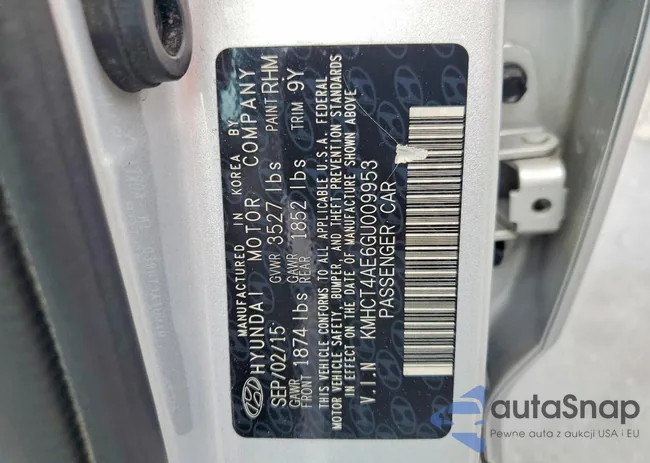 MANUFACTURED IN KOREA BY
HYUNDAI MOTOR COMPANY
SEP/02/15 GVWR 3527 lbs PAINT RHM
GAWR FRONT 1874 lbs GAWR REAR 1852 lbs TRIM 9Y
THIS VEHICLE CONFORMS TO ALL APPLICABLE U.S.A. FEDERAL
MOTOR VEHICLE SAFETY, BUMPER, AND THEFT PREVENTION STANDARDS
IN EFFECT ON THE DATE OF MANUFACTURE SHOWN ABOVE
V.I.N KMHCT4AE6GU009953
PASSENGER CAR
autaSnap
Pewne auta z aukcji USA i EU